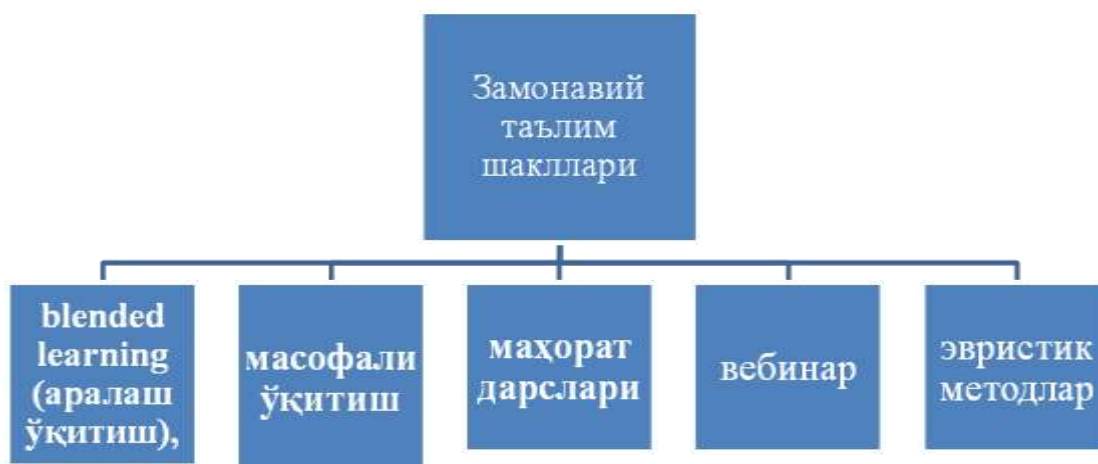 Замонавий
таълим
шакллари
blended
learning
(аралаш
ўқитиш),
масофали
ўқитиш
маҳорат
дарслари
вебинар
эвристик
методлар